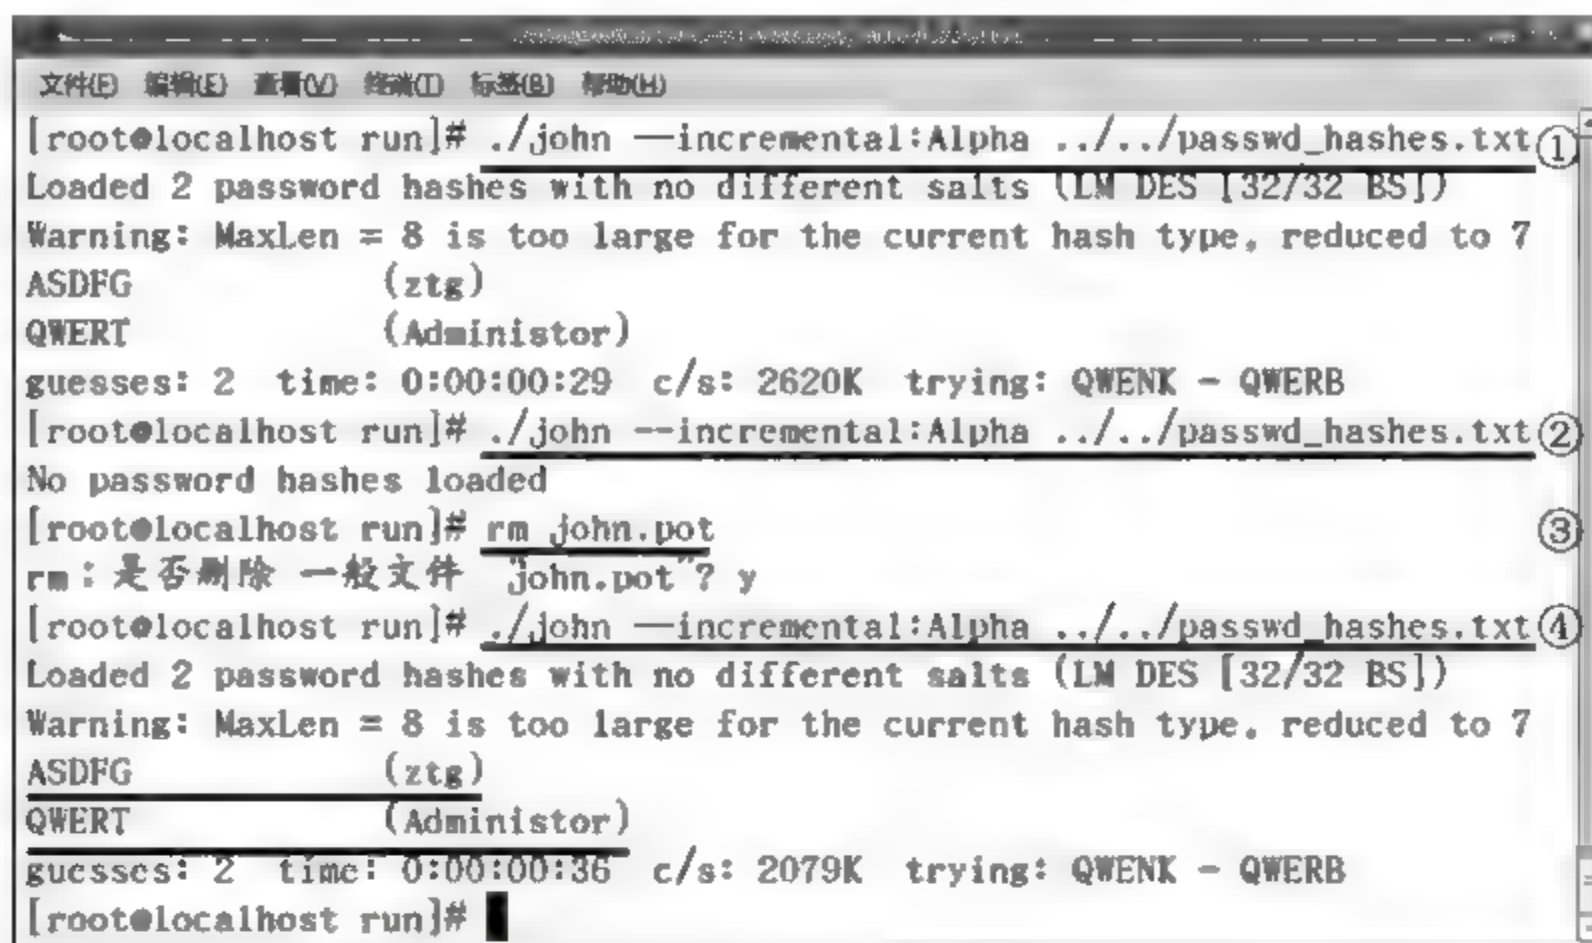 文件(F) 编辑(E) 查看(V) 终端(T) 标签(B) 帮助(H)
[root@localhost run]# ./john --incremental:Alpha ../../passwd_hashes.txt ①
Loaded 2 password hashes with no different salts (LM DES [32/32 BS])
Warning: MaxLen = 8 is too large for the current hash type, reduced to 7
ASDFG (ztg)
QWERT (Administor)
guesses: 2 time: 0:00:00:29 c/s: 2620K trying: QWENK - QWERB
[root@localhost run]# ./john --incremental:Alpha ../../passwd_hashes.txt ②
No password hashes loaded
[root@localhost run]# rm john.pot ③
rm：是否删除 一般文件 "john.pot"? y
[root@localhost run]# ./john --incremental:Alpha ../../passwd_hashes.txt ④
Loaded 2 password hashes with no different salts (LM DES [32/32 BS])
Warning: MaxLen = 8 is too large for the current hash type, reduced to 7
ASDFG (ztg)
QWERT (Administor)
guesses: 2 time: 0:00:00:36 c/s: 2079K trying: QWENK - QWERB
[root@localhost run]#